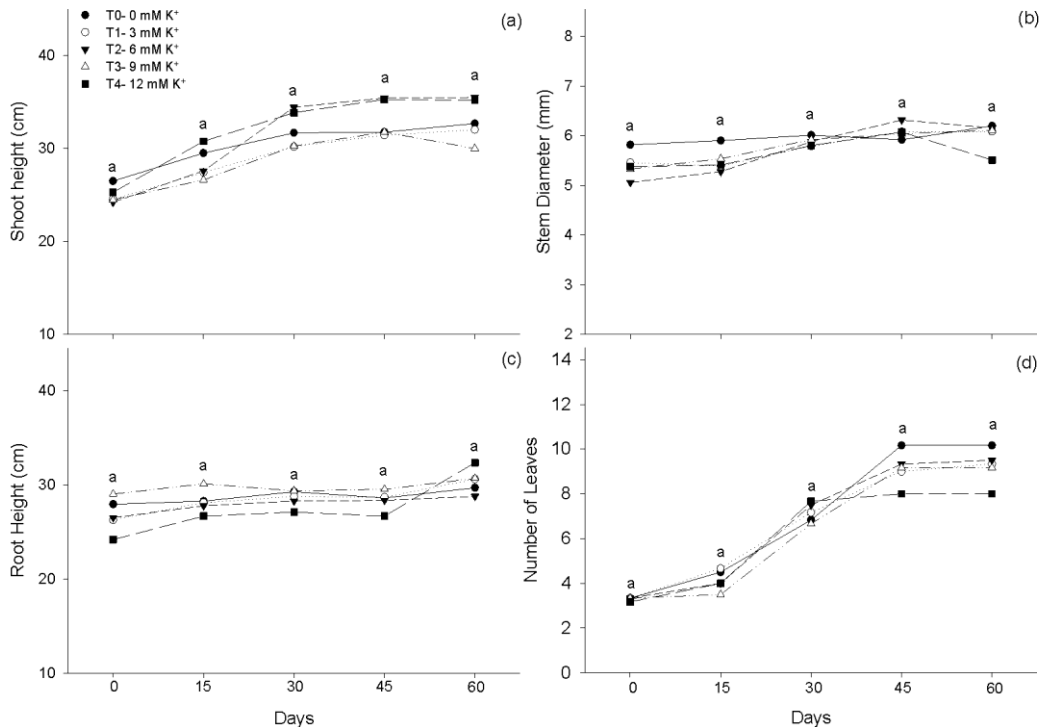 (a)
T0- 0 mM K⁺
T1- 3 mM K⁺
T2- 6 mM K⁺
T3- 9 mM K⁺
T4- 12 mM K⁺
40
30
20
10
Shoot height (cm)
a
a
a
a
a
(b)
8
7
6
5
4
3
2
Stem Diameter (mm)
a
a
a
a
a
(c)
40
30
20
10
Root Height (cm)
a
a
a
a
a
0 15 30 45 60
Days
(d)
14
12
10
8
6
4
2
0
Number of Leaves
a
a
a
a
a
0 15 30 45 60
Days